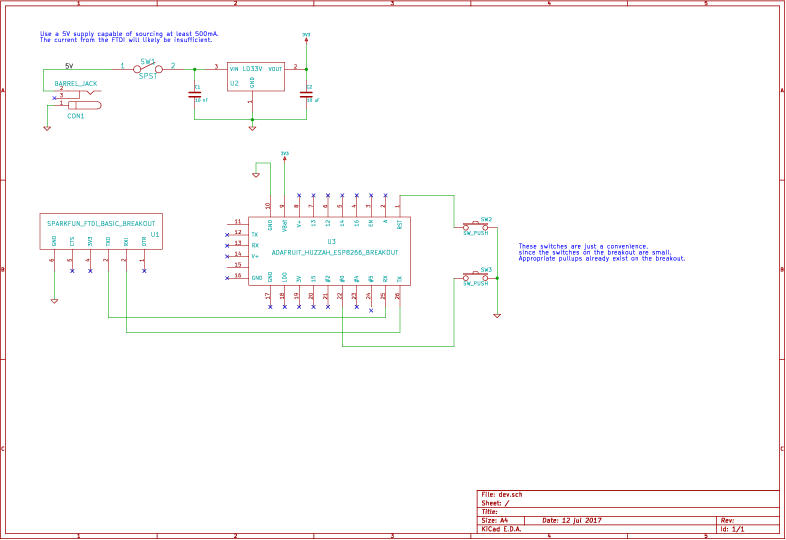 1 2 3 4 5
Use a 5V supply capable of sourcing at least 500mA.
The current from the FTDI will likely be insufficient.
3V3
5V 1 SW1 2 3 VIN LD33V VOUT 2
SPST
U2 GND
BARREL_JACK
2
3
1
CON1
C1
10 nf
1
C2
10 uF
A A
3V3
10 9 8 7 6 5 4 3 2 1
GND VBat V+ 13 12 14 16 EN A RST
SPARKFUN_FTDI_BASIC_BREAKOUT
U1
GND CTS 3V3 TXO RXI DTR
6 5 4 2 2 1
11
12 TX
13 RX
14 V+
15
16 GND
U3
ADAFRUIT_HUZZAH_ESP8266_BREAKOUT
GND LDO 3V 15 #2 #0 #4 #5 RX TX
17 18 19 20 21 22 23 24 25 26
SW2
SW_PUSH
SW3
SW_PUSH
These switches are just a convenience,
since the switches on the breakout are small.
Appropriate pullups already exist on the breakout.
B B
C C
File: dev.sch
Sheet: /
Title:
Size: A4 Date: 12 jul 2017 Rev:
KiCad E.D.A. Id: 1/1
1 2 3 4 5